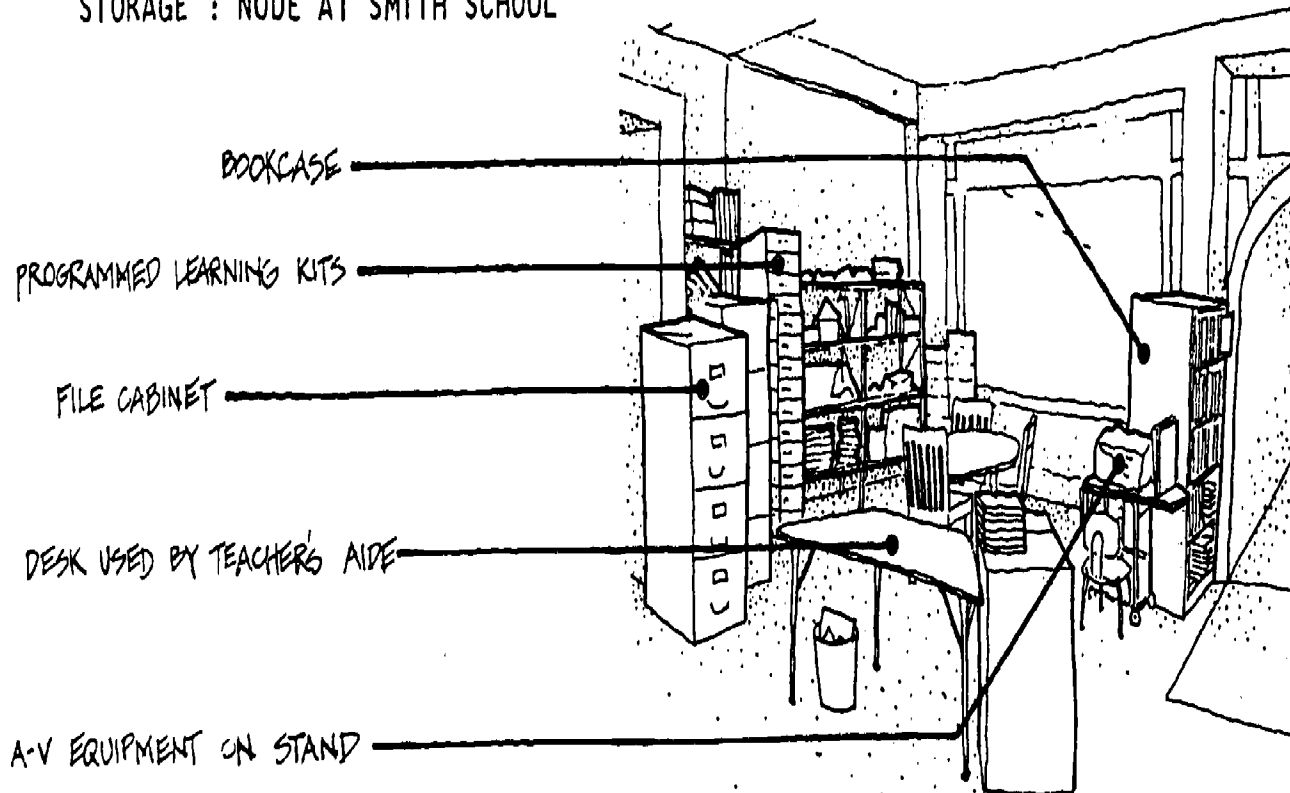 STORAGE : NODE AT SMITH SCHOOL
BOOKCASE
PROGRAMMED LEARNING KITS
FILE CABINET
DESK USED BY TEACHER'S AIDE
A-V EQUIPMENT ON STAND